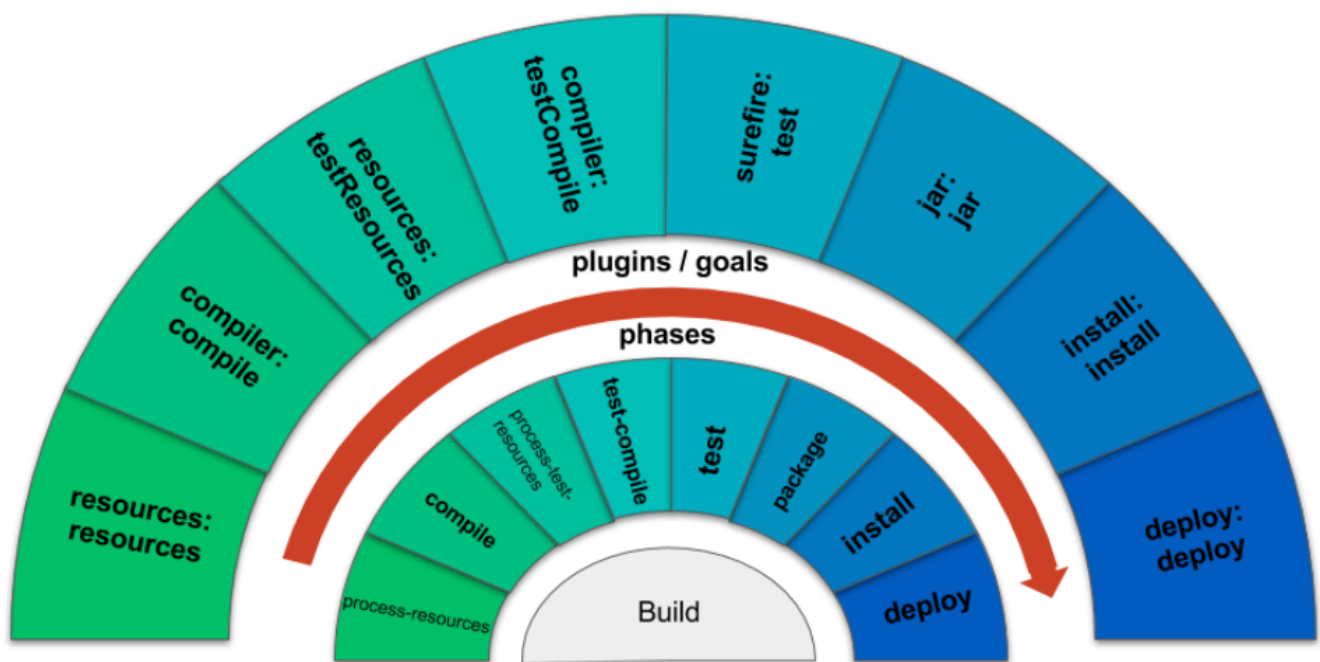 resources:
resources
compiler:
compile
resources:
testResources
compiler:
testCompile
surefire:
test
jar:
jar
install:
install
deploy:
deploy
plugins / goals
phases
process-resources
compile
process-test-
resources
test-compile
test
package
install
deploy
Build